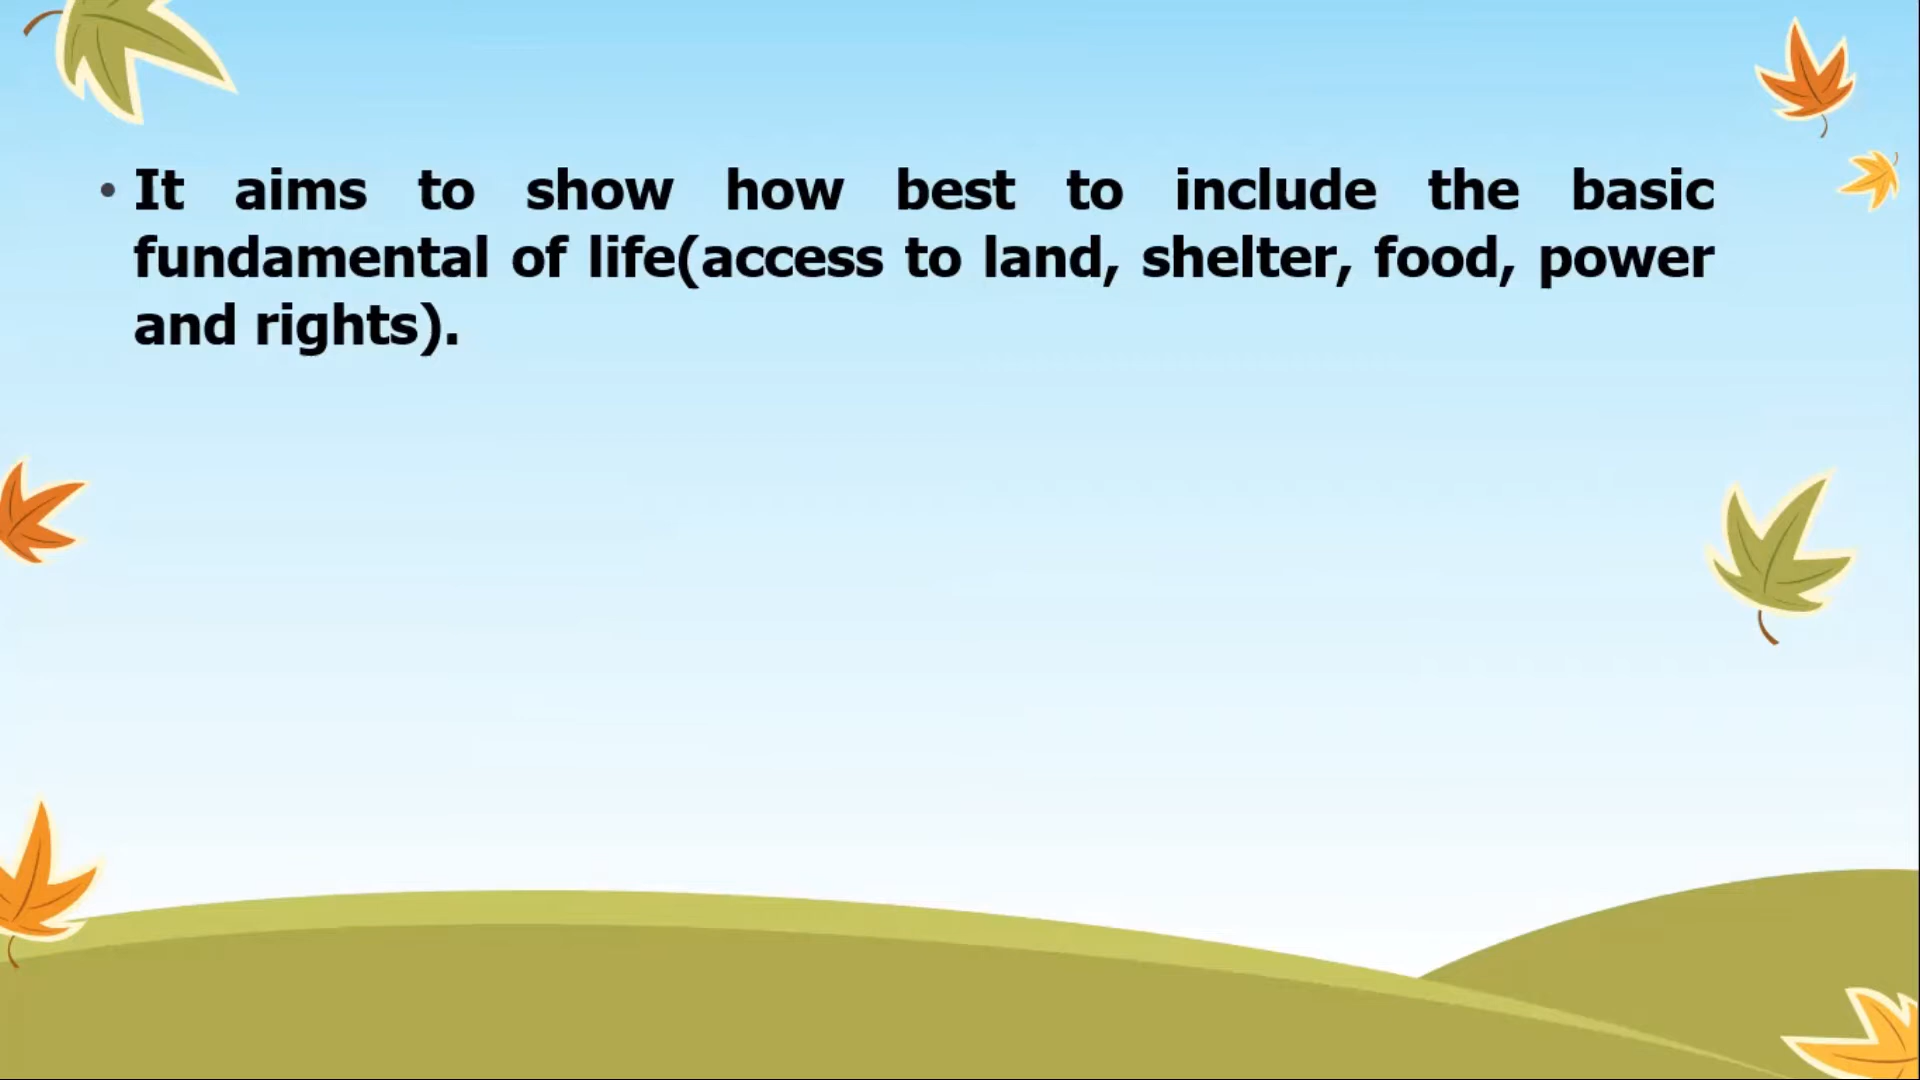 • It aims to show how best to include the basic
fundamental of life(access to land, shelter, food, power
and rights).